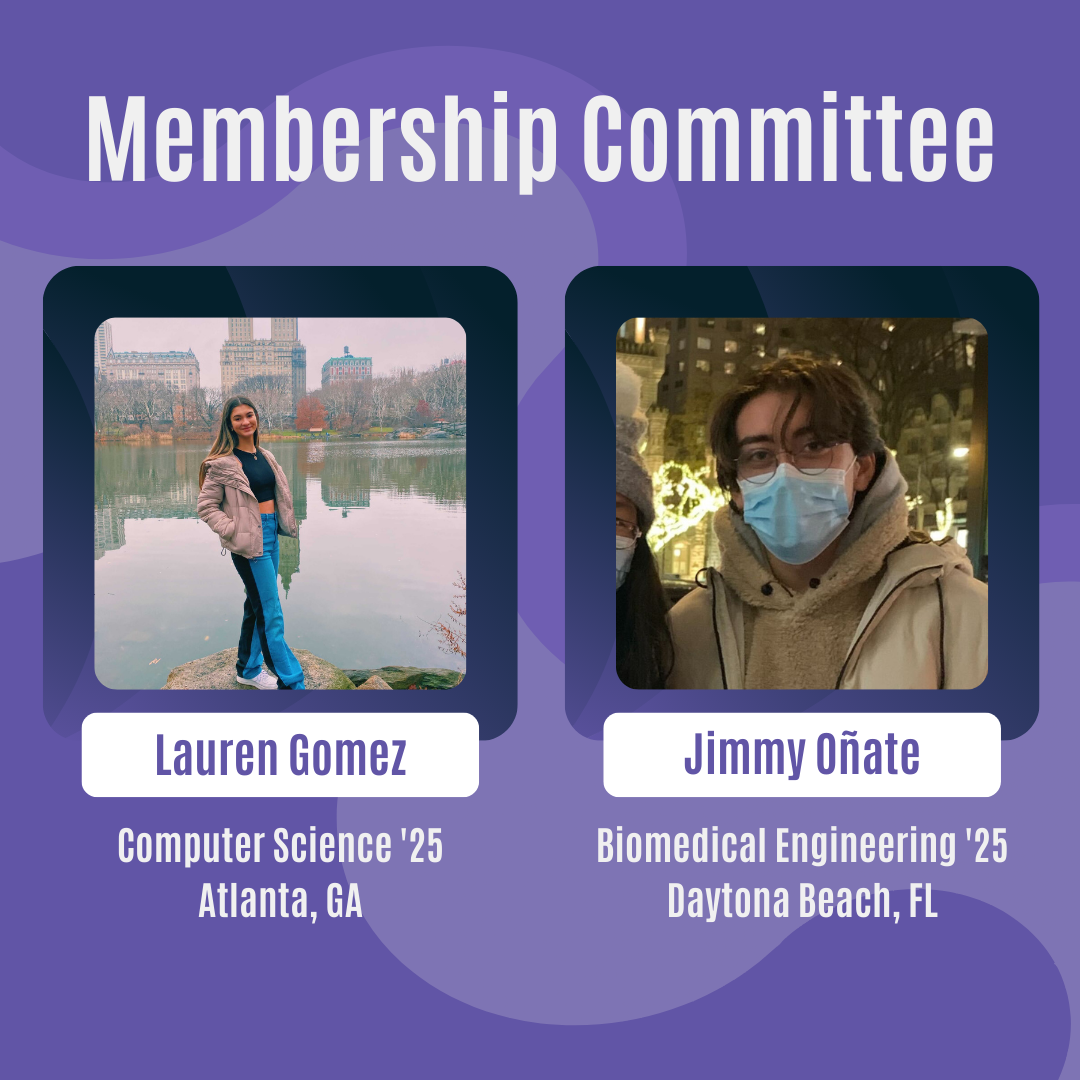 Membership Committee
Lauren Gomez
Computer Science '25
Atlanta, GA
Jimmy Oñate
Biomedical Engineering '25
Daytona Beach, FL